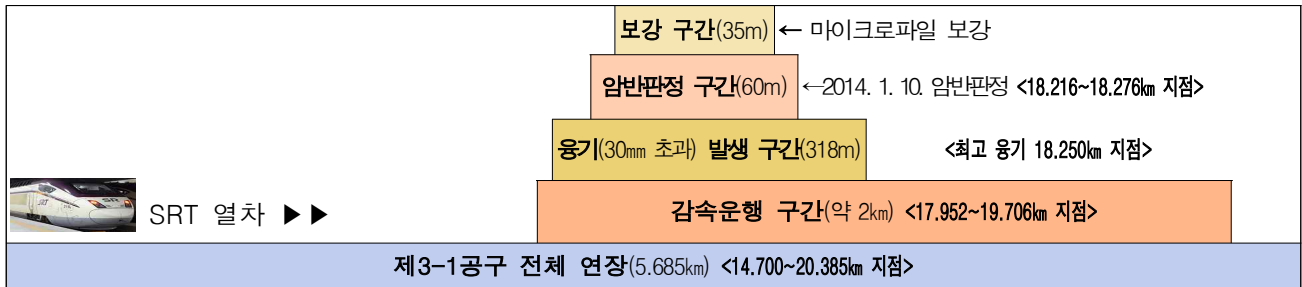 보강 구간(35m) ← 마이크로파일 보강
암반판정 구간(60m) ←2014. 1. 10. 암반판정 <18.216~18.276㎞ 지점>
융기(30㎜ 초과) 발생 구간(318m) <최고 융기 18.250km 지점>
SRT 열차 ▶▶ 감속운행 구간(약 2㎞) <17.952~19.706㎞ 지점>
제3-1공구 전체 연장(5.685㎞) <14.700~20.385㎞ 지점>